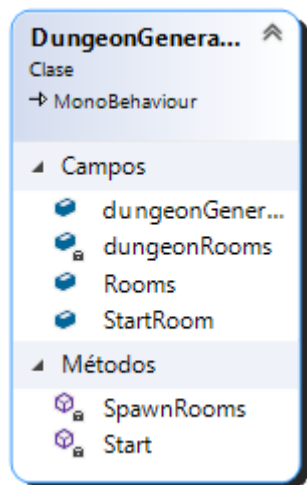 DungeonGenera...
Clase
MonoBehaviour
Campos
dungeonGener...
dungeonRooms
Rooms
StartRoom
Métodos
SpawnRooms
Start